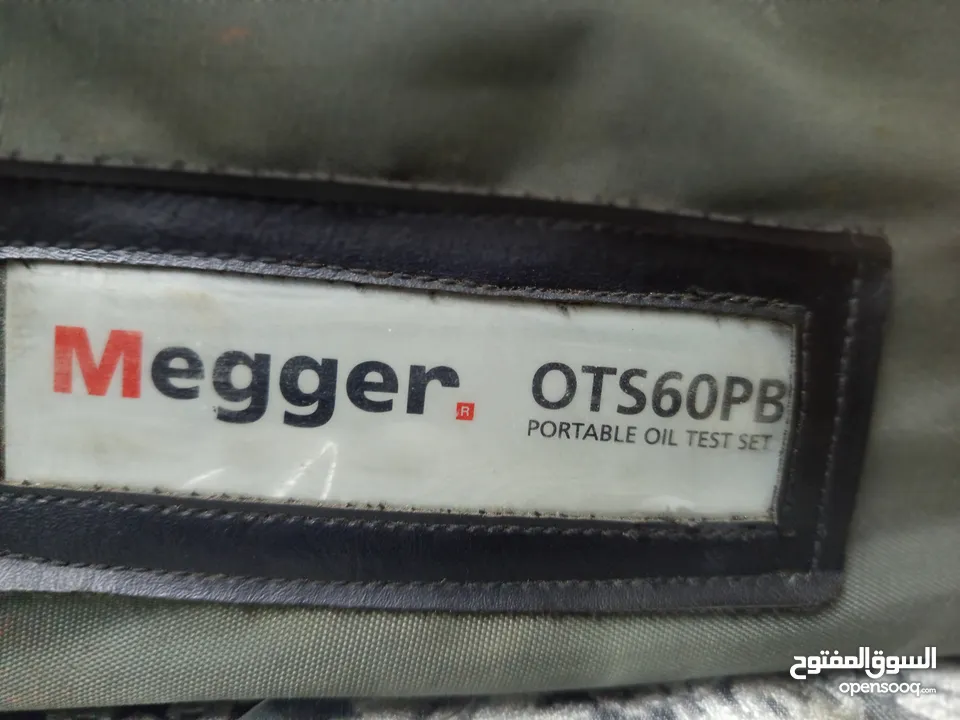 Megger.
R
OTS60PB
PORTABLE OIL TEST SET
السوق المفتوح
opensooq.com